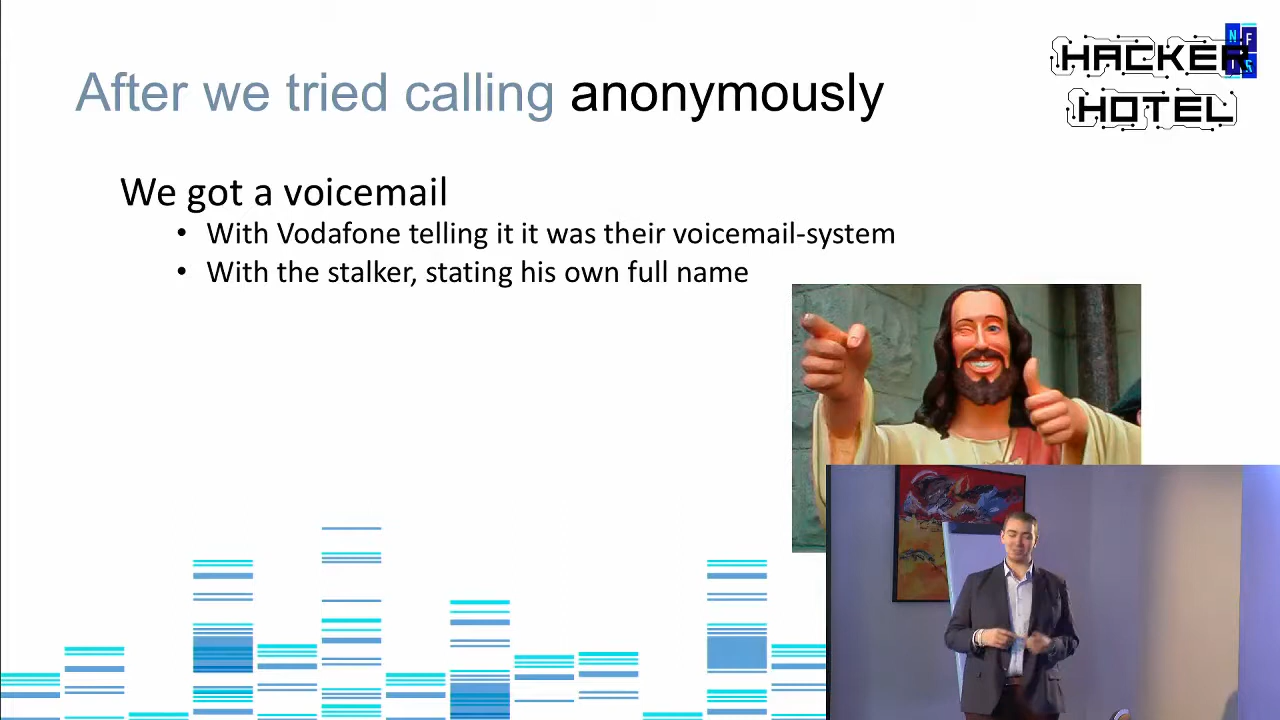 After we tried calling anonymously
HACKER
HOTEL
N F
I S
We got a voicemail
• With Vodafone telling it it was their voicemail-system
• With the stalker, stating his own full name